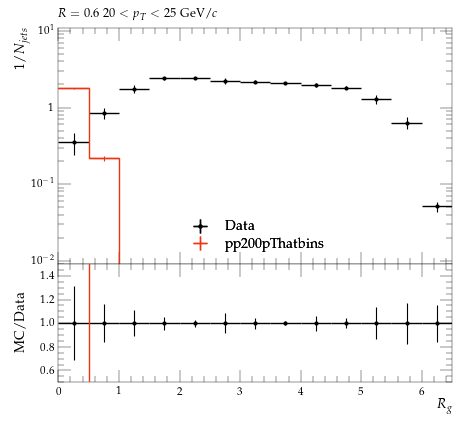 R = 0.6 20 < p_T < 25 GeV/c
1/N_jets
10^1
1
10^−1
10^−2
Data
pp200pThatbins
MC/Data
1.4
1.2
1.0
0.8
0.6
0 1 2 3 4 5 6
R_g